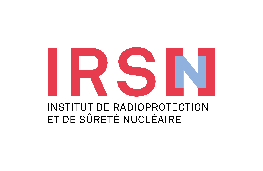 IRSN
INSTITUT DE RADIOPROTECTION
ET DE SÛRETÉ NUCLÉAIRE